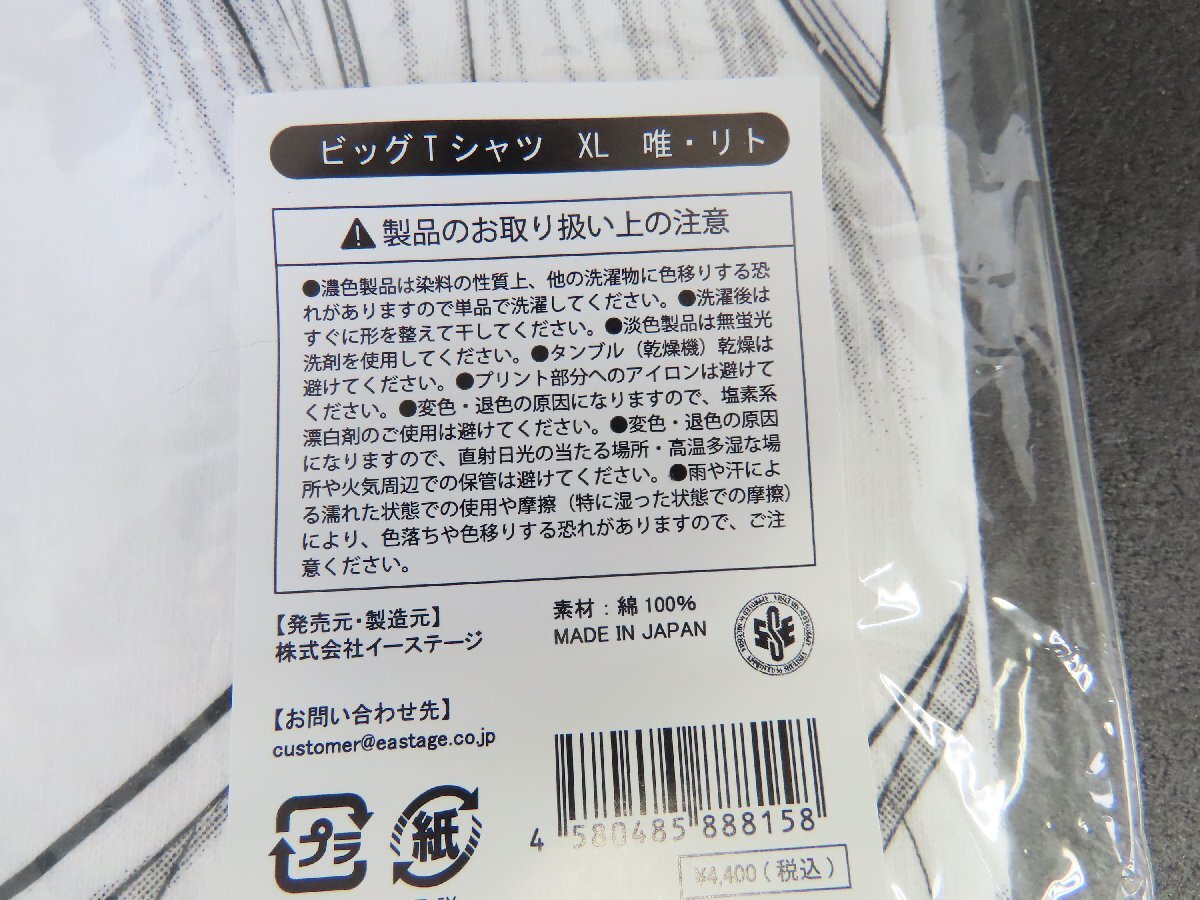 ビッグTシャツ XL 唯・リト
製品のお取り扱い上の注意
●濃色製品は染料の性質上、他の洗濯物に色移りする恐
れがありますので単品で洗濯してください。●洗濯後は
すぐに形を整えて干してください。●淡色製品は無蛍光
洗剤を使用してください。●タンブル（乾燥機）乾燥は
避けてください。●プリント部分へのアイロンは避けて
ください。●変色・退色の原因になりますので、塩素系
漂白剤のご使用は避けてください。●変色・退色の原因
になりますので、直射日光の当たる場所・高温多湿な場
所や火気周辺での保管は避けてください。●雨や汗によ
る濡れた状態での使用や摩擦（特に湿った状態での摩擦）
により、色落ちや色移りする恐れがありますので、ご注
意ください。
【発売元・製造元】
株式会社イーステージ
素材：綿100%
MADE IN JAPAN
【お問い合わせ先】
customer@eastage.co.jp
プラ
紙
4 580485 888158
¥4,400（税込）